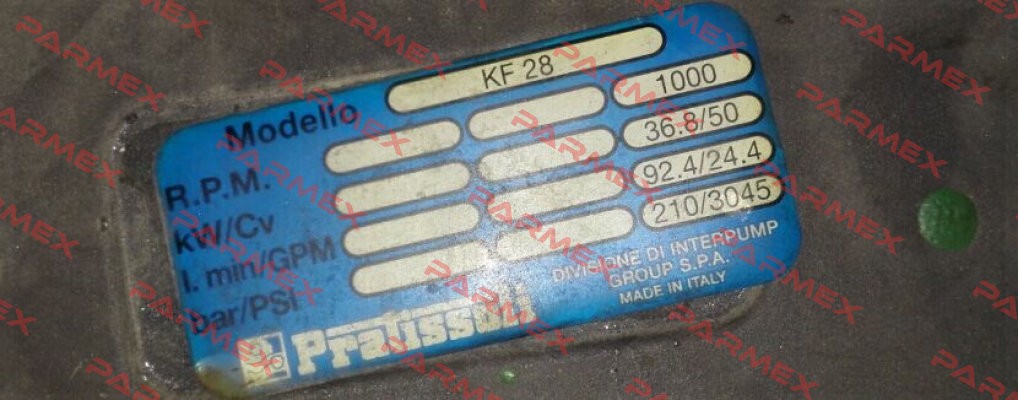 Modello KF 28
R.P.M. 1000
kW/Cv 36.8/50
l. min/GPM 92.4/24.4
bar/PSI 210/3045
Pratissoli
DIVISIONE DI INTERPUMP
GROUP S.P.A.
MADE IN ITALY
PARMEX